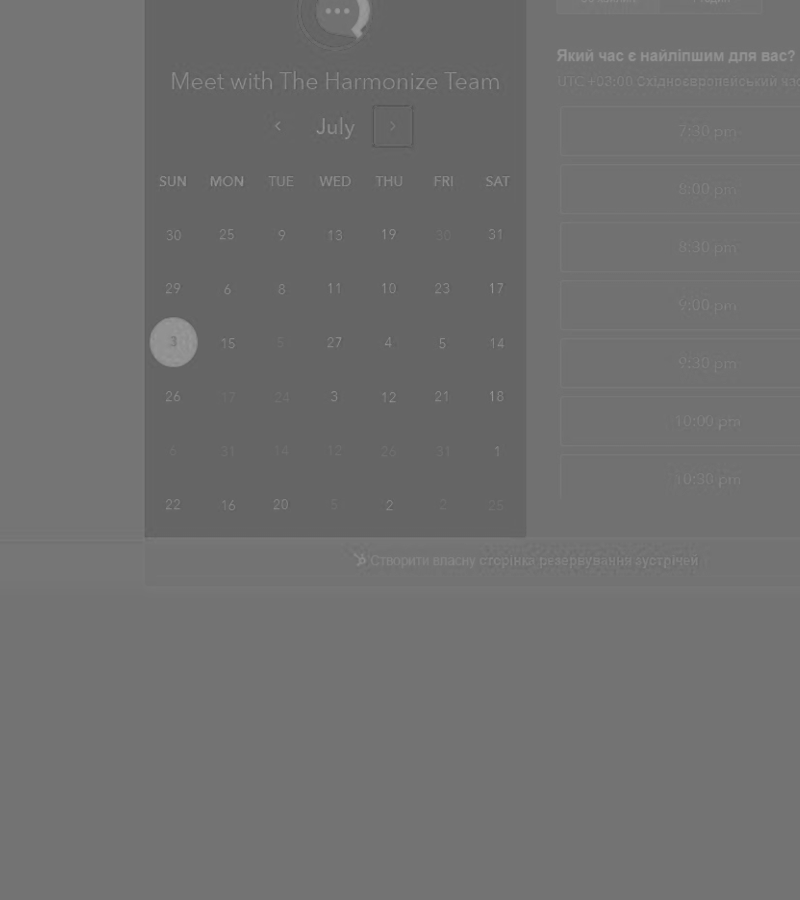 Meet with The Harmonize Team
July
SUN MON TUE WED THU FRI SAT
30 25 9 13 19 30 31
29 6 8 11 10 23 17
3 15 5 27 4 5 14
26 17 24 3 12 21 18
6 31 14 12 26 31 1
22 16 20 5 2 2 25
Який час є найліпшим для вас?
UTC +03:00 Східноєвропейський час
7:30 pm
8:00 pm
8:30 pm
9:00 pm
9:30 pm
10:00 pm
10:30 pm
Створити власну сторінку резервування зустрічей